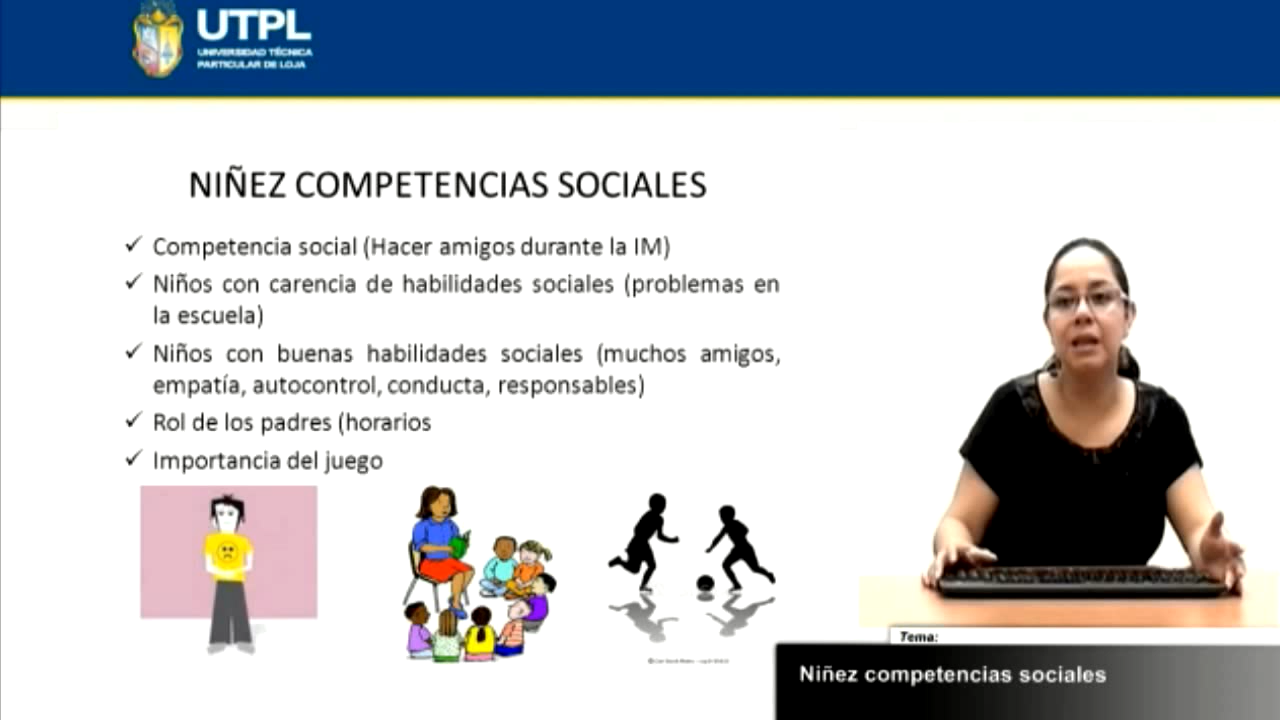 UTPL
UNIVERSIDAD TÉCNICA
PARTICULAR DE LOJA
NIÑEZ COMPETENCIAS SOCIALES
✓ Competencia social (Hacer amigos durante la IM)
✓ Niños con carencia de habilidades sociales (problemas en
la escuela)
✓ Niños con buenas habilidades sociales (muchos amigos,
empatía, autocontrol, conducta, responsables)
✓ Rol de los padres (horarios
✓ Importancia del juego
Tema:
Niñez competencias sociales